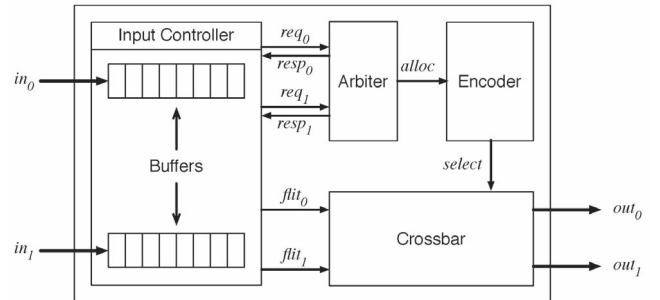 Input Controller
req0
resp0
req1
resp1
Arbiter
alloc
Encoder
in0
Buffers
select
flit0
flit1
Crossbar
in1
out0
out1